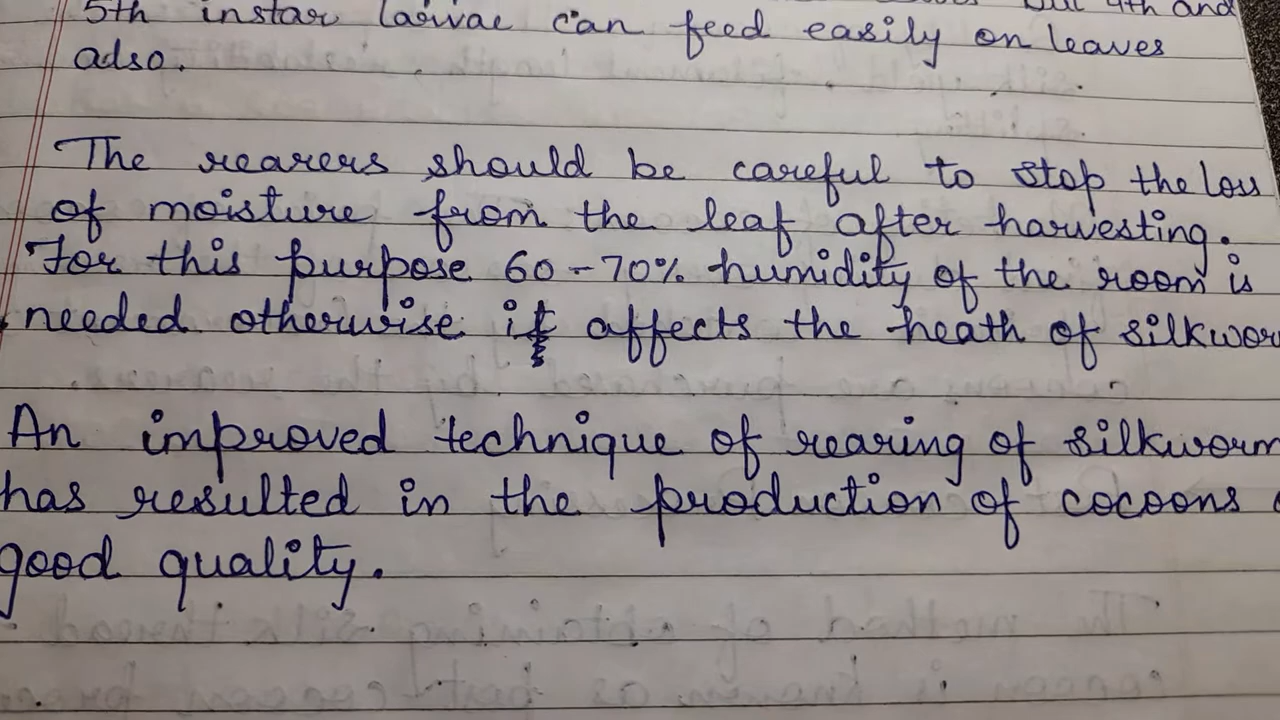 but 4th and
5th instar larvae can feed easily on leaves
adso.
The rearers should be careful to stop the loss
of moisture from the leaf after harvesting.
For this purpose 60-70% humidity of the room is
needed otherwise it affects the heath of silkwor
An improved technique of rearing of silkworm
has resulted in the production of cocoons
good quality.